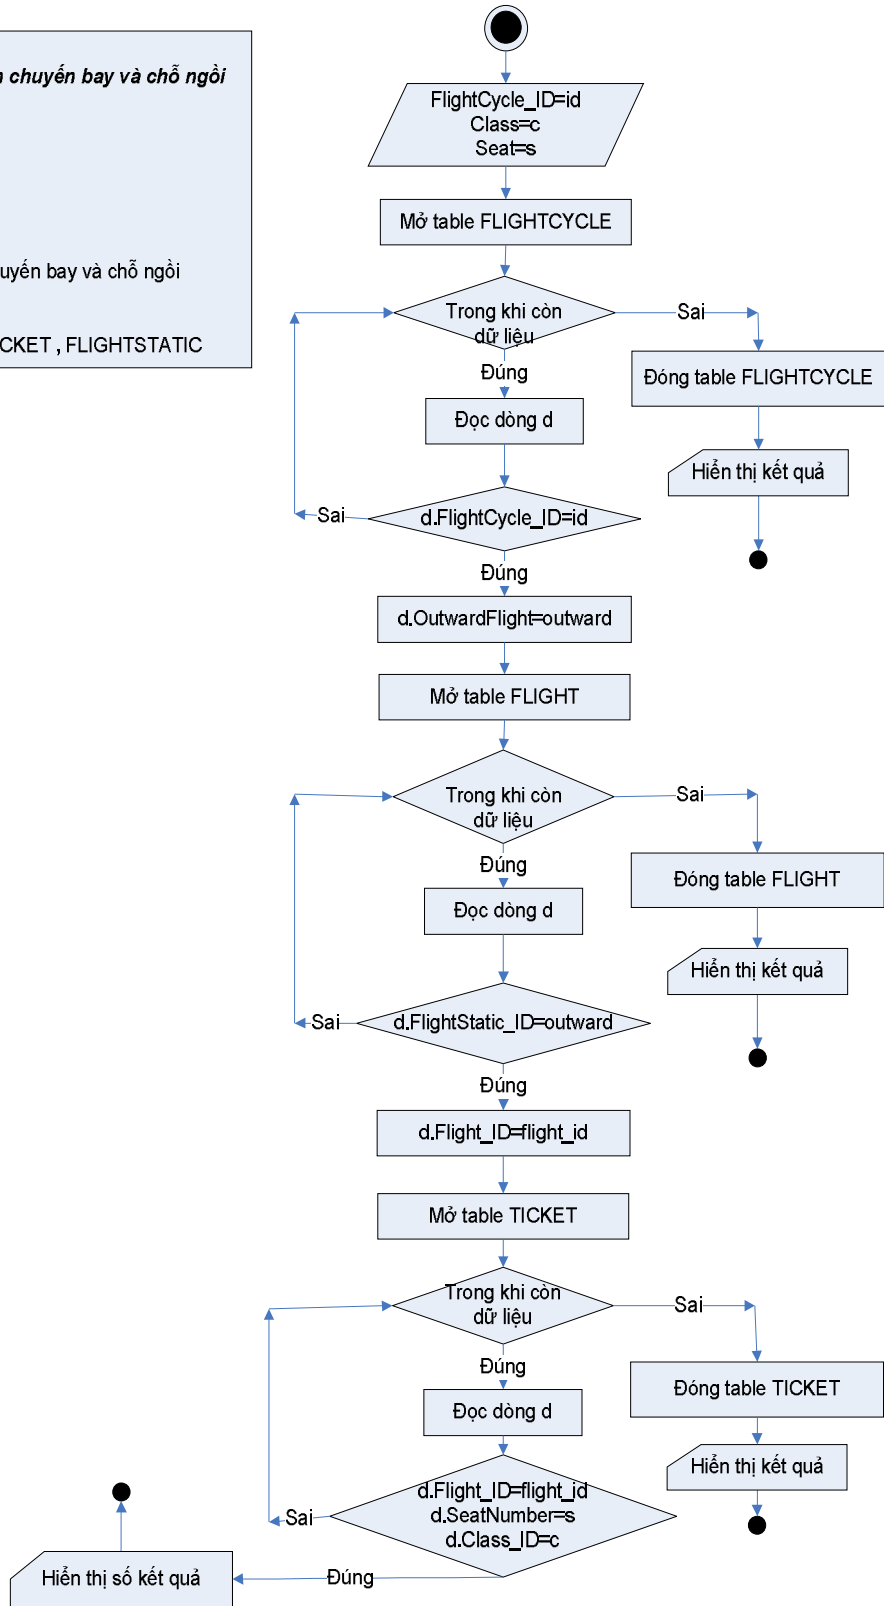 chuyến bay và chỗ ngồi
bay và chỗ ngồi
, FLIGHTSTATIC
FlightCycle_ID=id
Class=c
Seat=s
Mở table FLIGHTCYCLE
Trong khi còn
dữ liệu
Sai
Đúng
Đóng table FLIGHTCYCLE
Đọc dòng d
Hiển thị kết quả
Sai
d.FlightCycle_ID=id
Đúng
d.OutwardFlight=outward
Mở table FLIGHT
Trong khi còn
dữ liệu
Sai
Đúng
Đóng table FLIGHT
Đọc dòng d
Hiển thị kết quả
Sai
d.FlightStatic_ID=outward
Đúng
d.Flight_ID=flight_id
Mở table TICKET
Trong khi còn
dữ liệu
Sai
Đúng
Đóng table TICKET
Đọc dòng d
Hiển thị kết quả
d.Flight_ID=flight_id
d.SeatNumber=s
d.Class_ID=c
Sai
Đúng
Hiển thị số kết quả